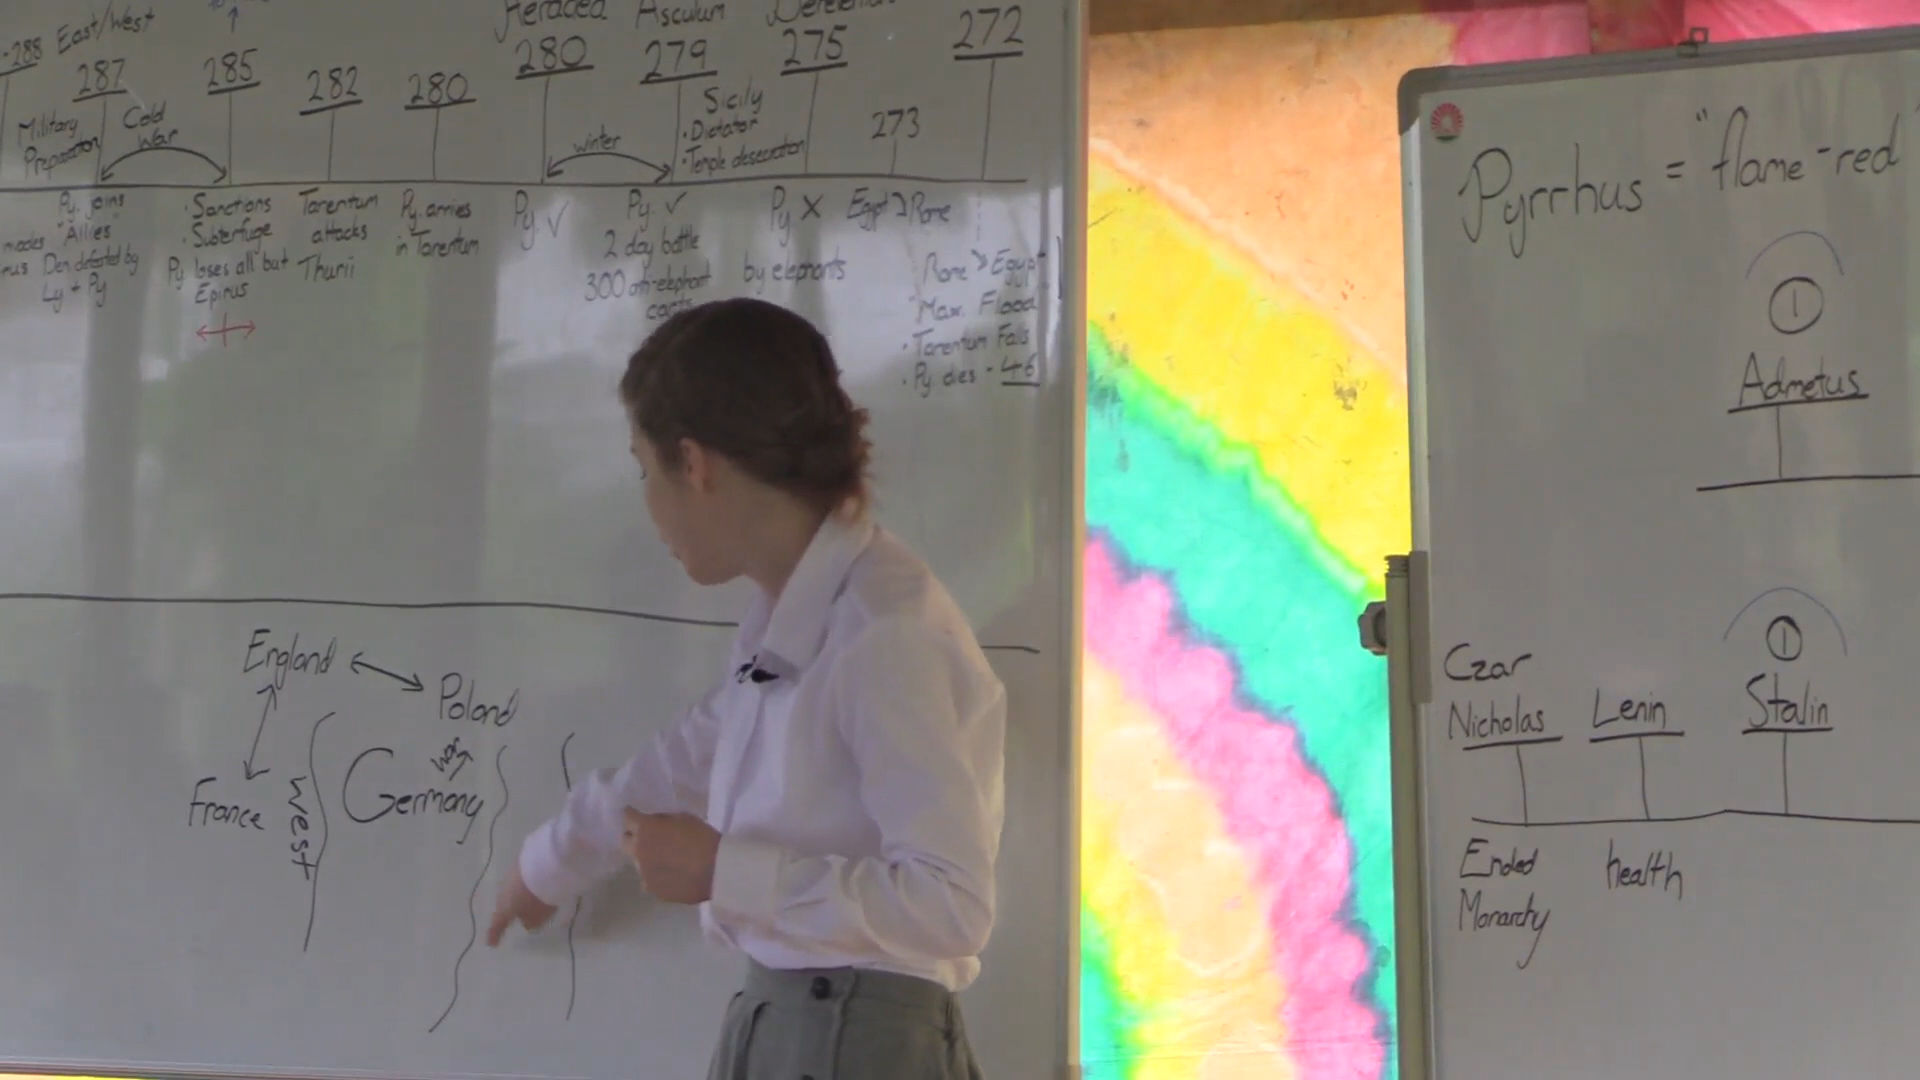 Heraclea Asculum
-288 East/West 280 279 275 272
287 285 282 280
Sicily
• Dictator
• Temple desecration
273
Military
Preparation
Cold
War
winter
Py. joins
"Allies"
Dem defeated by
Ly + Py
• Sanctions
• Subterfuge
Py loses all but
Epirus
Tarentum
attacks
Thurii
Py. arrives
in Tarentum
Py. ✓
Py. ✓
2 day battle
300 anti-elephant
carts
Py X
by elephants
Egypt → Rome
Rome → Egypt
"Max. Flood"
• Tarentum Falls
• Py. dies - 46
England
Poland
war
France
west
Germany
Pyrrhus = "flame-red"
1
Admetus
1
Czar
Nicholas Lenin Stalin
Ended
Monarchy
health